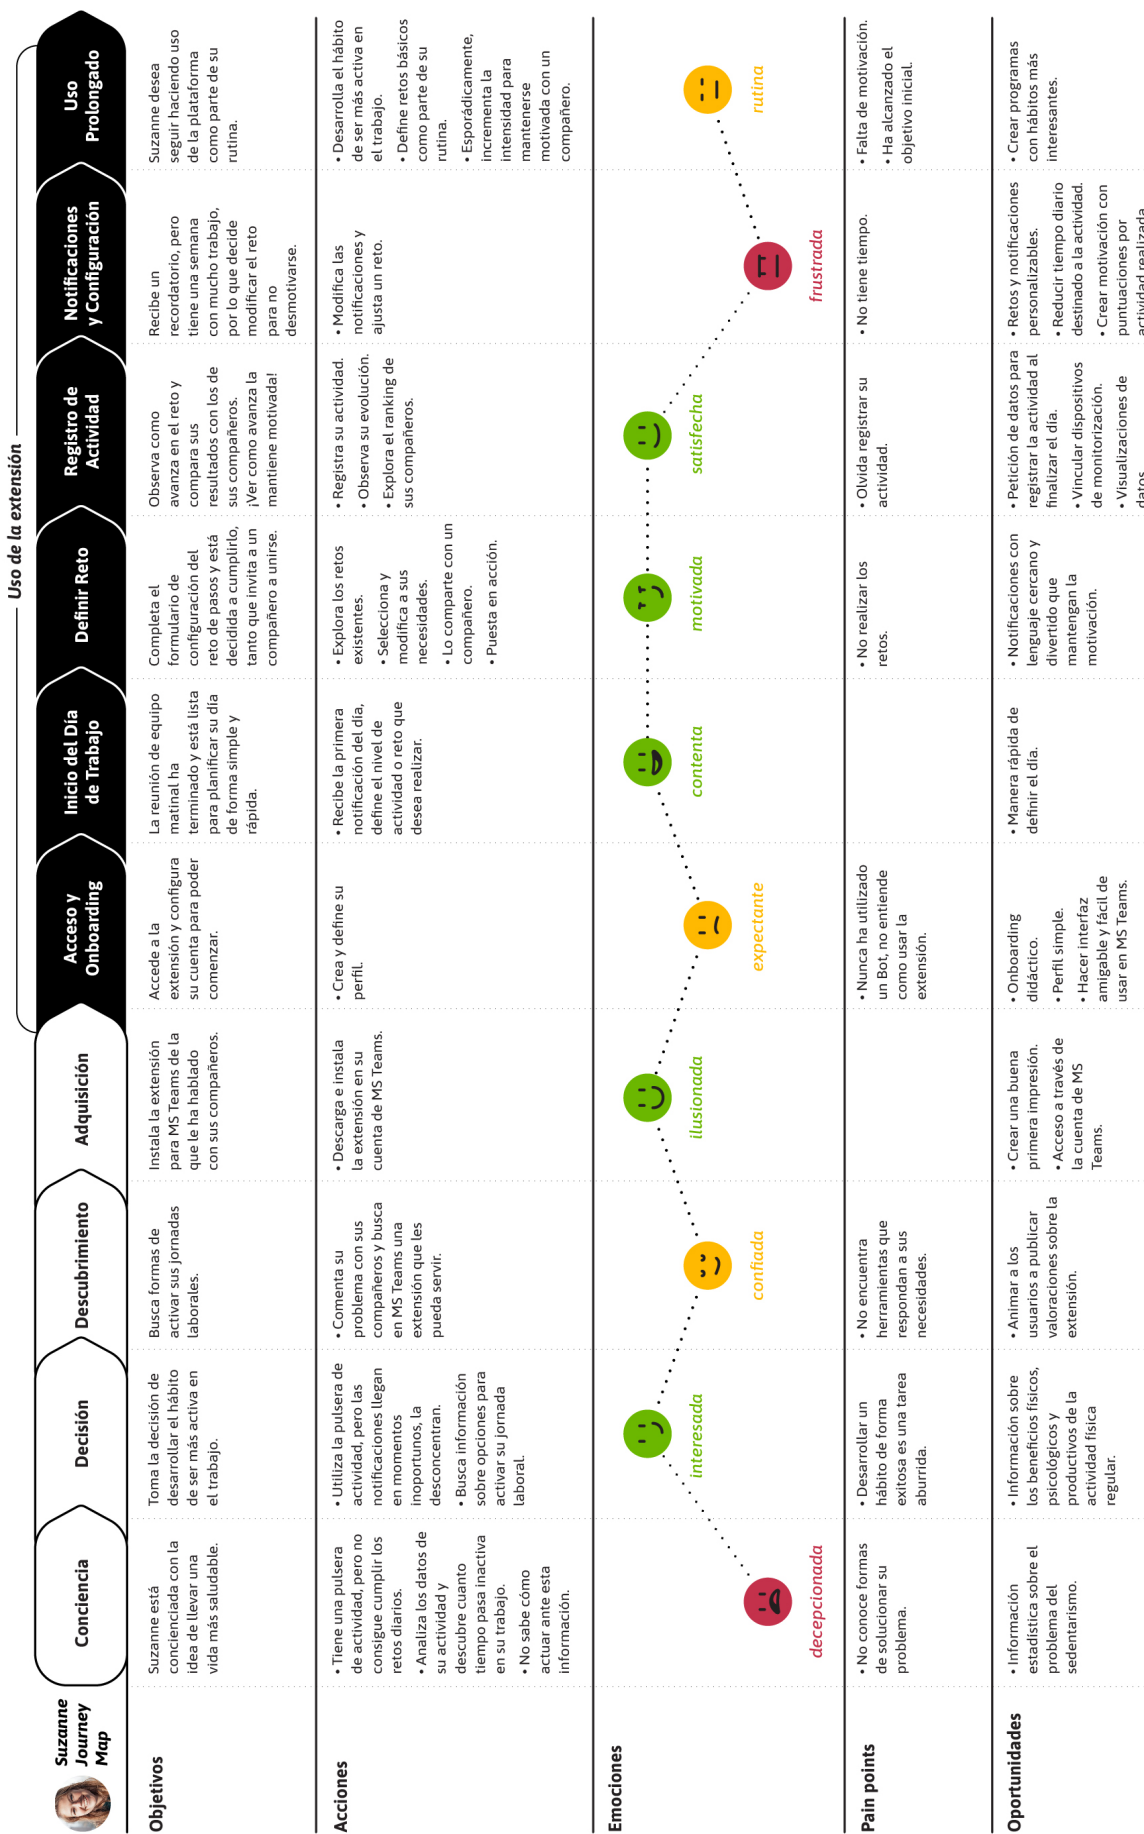 Suzanne
Journey
Map
Uso de la extensión
Conciencia
Decisión
Descubrimiento
Adquisición
Acceso y
Onboarding
Inicio del Día
de Trabajo
Definir Reto
Registro de
Actividad
Notificaciones
y Configuración
Uso
Prolongado
Objetivos
Suzanne está
concienciada con la
idea de llevar una
vida más saludable.
Toma la decisión de
desarrollar el hábito
de ser más activa en
el trabajo.
Busca formas de
activar sus jornadas
laborales.
Instala la extensión
para MS Teams de la
que le ha hablado
con sus compañeros.
Accede a la
extensión y configura
su cuenta para poder
comenzar.
La reunión de equipo
matinal ha
terminado y está lista
para planificar su día
de forma simple y
rápida.
Completa el
formulario de
configuración del
reto de pasos y está
decidida a cumplirlo,
tanto que invita a un
compañero a unirse.
Observa como
avanza en el reto y
compara sus
resultados con los de
sus compañeros.
¡Ver como avanza la
mantiene motivada!
Recibe un
recordatorio, pero
tiene una semana
con mucho trabajo,
por lo que decide
modificar el reto
para no
desmotivarse.
Suzanne desea
seguir haciendo uso
de la plataforma
como parte de su
rutina.
Acciones
• Tiene una pulsera
de actividad, pero no
consigue cumplir los
retos diarios.
• Analiza los datos de
su actividad y
descubre cuanto
tiempo pasa inactiva
en su trabajo.
• No sabe cómo
actuar ante esta
información.
• Utiliza la pulsera de
actividad, pero las
notificaciones llegan
en momentos
inoportunos, la
desconcentran.
• Busca información
sobre opciones para
activar su jornada
laboral.
• Comenta su
problema con sus
compañeros y busca
en MS Teams una
extensión que les
pueda servir.
• Descarga e instala
la extensión en su
cuenta de MS Teams.
• Crea y define su
perfil.
• Recibe la primera
notificación del día,
define el nivel de
actividad o reto que
desea realizar.
• Explora los retos
existentes.
• Selecciona y
modifica a sus
necesidades.
• Lo comparte con un
compañero.
• Puesta en acción.
• Registra su actividad.
• Observa su evolución.
• Explora el ranking de
sus compañeros.
• Modifica las
notificaciones y
ajusta un reto.
• Desarrolla el hábito
de ser más activa en
el trabajo.
• Define retos básicos
como parte de su
rutina.
• Esporádicamente,
incrementa la
intensidad para
mantenerse
motivada con un
compañero.
Emociones
decepcionada
interesada
confiada
ilusionada
expectante
contenta
motivada
satisfecha
frustrada
rutina
Pain points
• No conoce formas
de solucionar su
problema.
• Desarrollar un
hábito de forma
exitosa es una tarea
aburrida.
• No encuentra
herramientas que
respondan a sus
necesidades.
• Nunca ha utilizado
un Bot, no entiende
como usar la
extensión.
• No realizar los
retos.
• Olvida registrar su
actividad.
• No tiene tiempo.
• Falta de motivación.
• Ha alcanzado el
objetivo inicial.
Oportunidades
• Información
estadísticas sobre el
problema del
sedentarismo.
• Información sobre
los beneficios físicos,
psicológicos y
productivos de la
actividad física
regular.
• Animar a los
usuarios a publicar
valoraciones sobre la
extensión.
• Crear una buena
primera impresión.
• Acceso a través de
la cuenta de MS
Teams.
• Onboarding
didáctico.
• Perfil simple.
• Hacer interfaz
amigable y fácil de
usar en MS Teams.
• Manera rápida de
definir el día.
• Notificaciones con
lenguaje cercano y
divertido que
mantengan la
motivación.
• Petición de datos para
registrar la actividad al
finalizar el día.
• Vincular dispositivos
de monitorización.
• Visualizaciones de
datos
• Retos y notificaciones
personalizables.
• Reducir tiempo diario
destinado a la actividad.
• Crear motivación con
puntuaciones por
actividad realizada
• Crear programas
con hábitos más
interesantes.